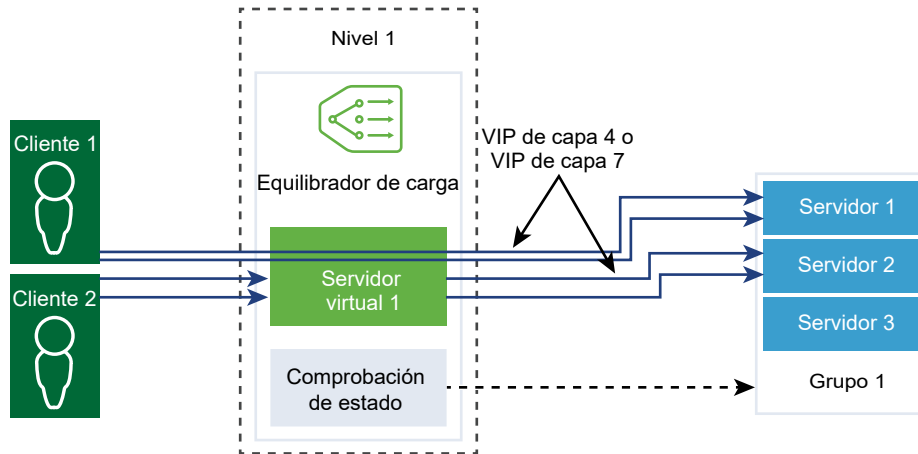 Nivel 1
Cliente 1
Equilibrador de carga
VIP de capa 4 o
VIP de capa 7
Servidor 1
Servidor
virtual 1
Servidor 2
Cliente 2
Servidor 3
Comprobación
de estado
Grupo 1